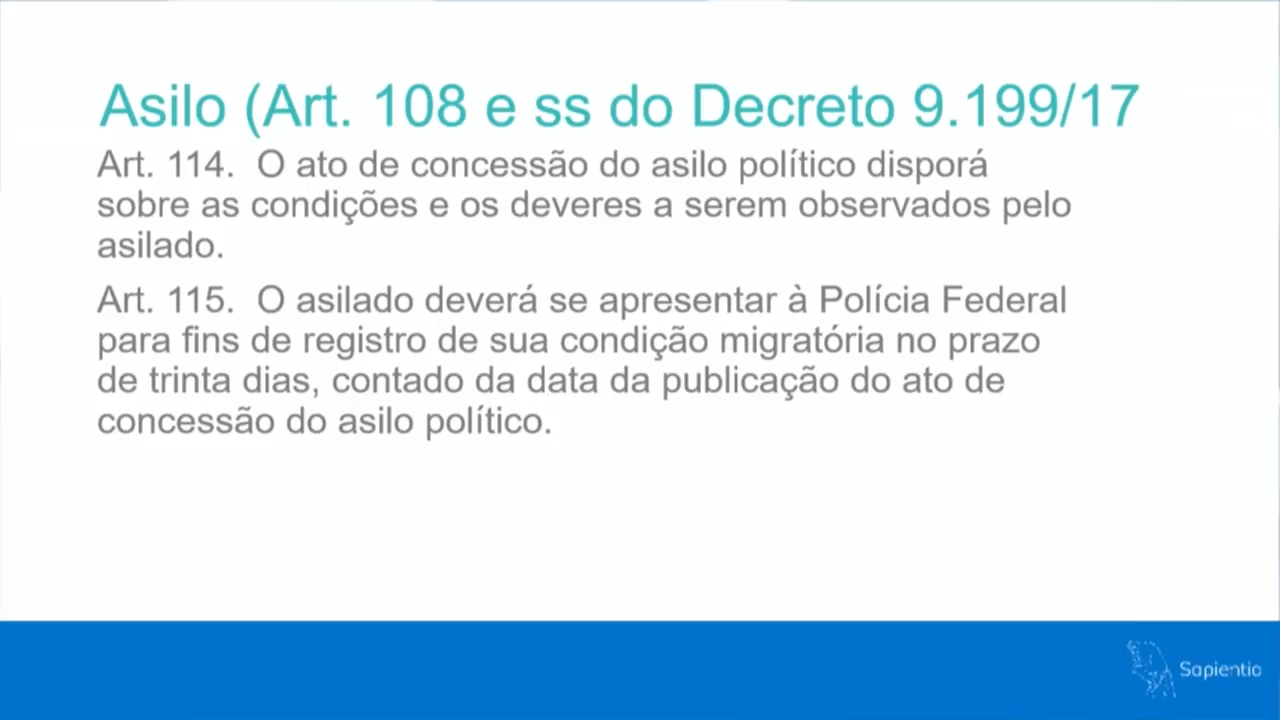 Asilo (Art. 108 e ss do Decreto 9.199/17
Art. 114.  O ato de concessão do asilo político disporá
sobre as condições e os deveres a serem observados pelo
asilado.
Art. 115.  O asilado deverá se apresentar à Polícia Federal
para fins de registro de sua condição migratória no prazo
de trinta dias, contado da data da publicação do ato de
concessão do asilo político.
Sapientia